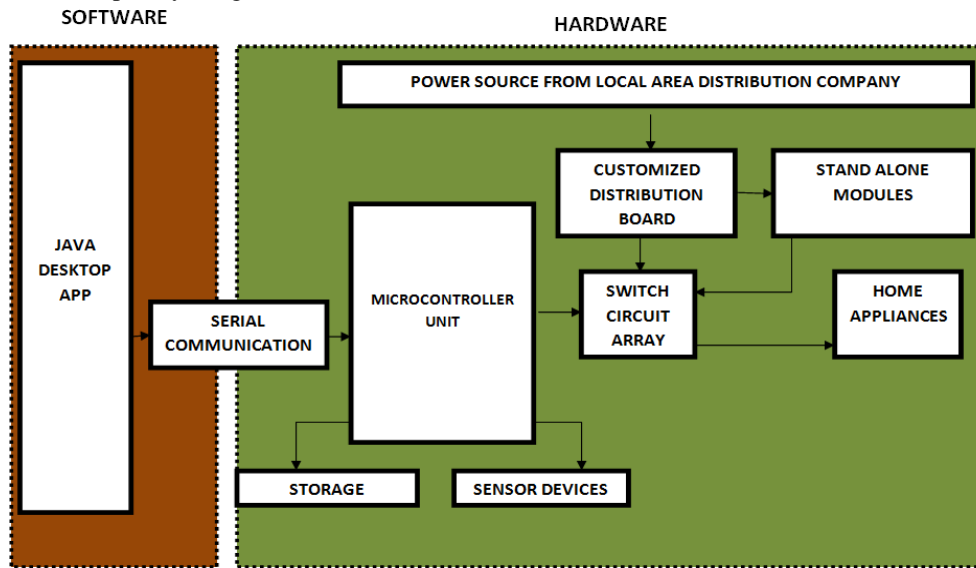 SOFTWARE
HARDWARE
POWER SOURCE FROM LOCAL AREA DISTRIBUTION COMPANY
CUSTOMIZED
DISTRIBUTION
BOARD
STAND ALONE
MODULES
JAVA
DESKTOP
APP
SERIAL
COMMUNICATION
MICROCONTROLLER
UNIT
SWITCH
CIRCUIT
ARRAY
HOME
APPLIANCES
STORAGE
SENSOR DEVICES